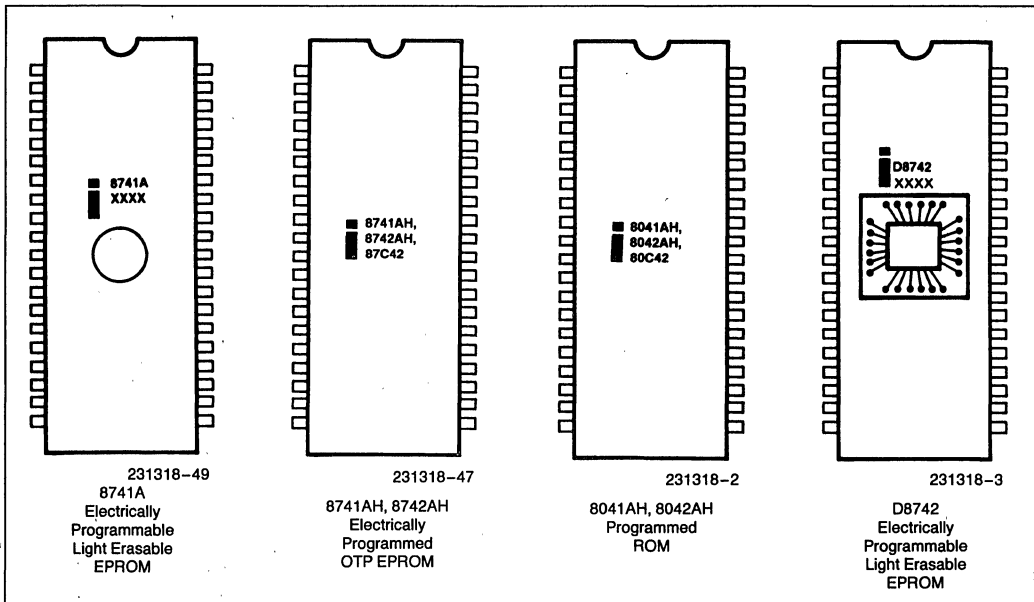 8741A
XXXX
231318–49
8741A
Electrically
Programmable
Light Erasable
EPROM
8741AH,
8742AH,
87C42
231318–47
8741AH, 8742AH
Electrically
Programmed
OTP EPROM
8041AH,
8042AH,
80C42
231318–2
8041AH, 8042AH
Programmed
ROM
D8742
XXXX
231318–3
D8742
Electrically
Programmable
Light Erasable
EPROM